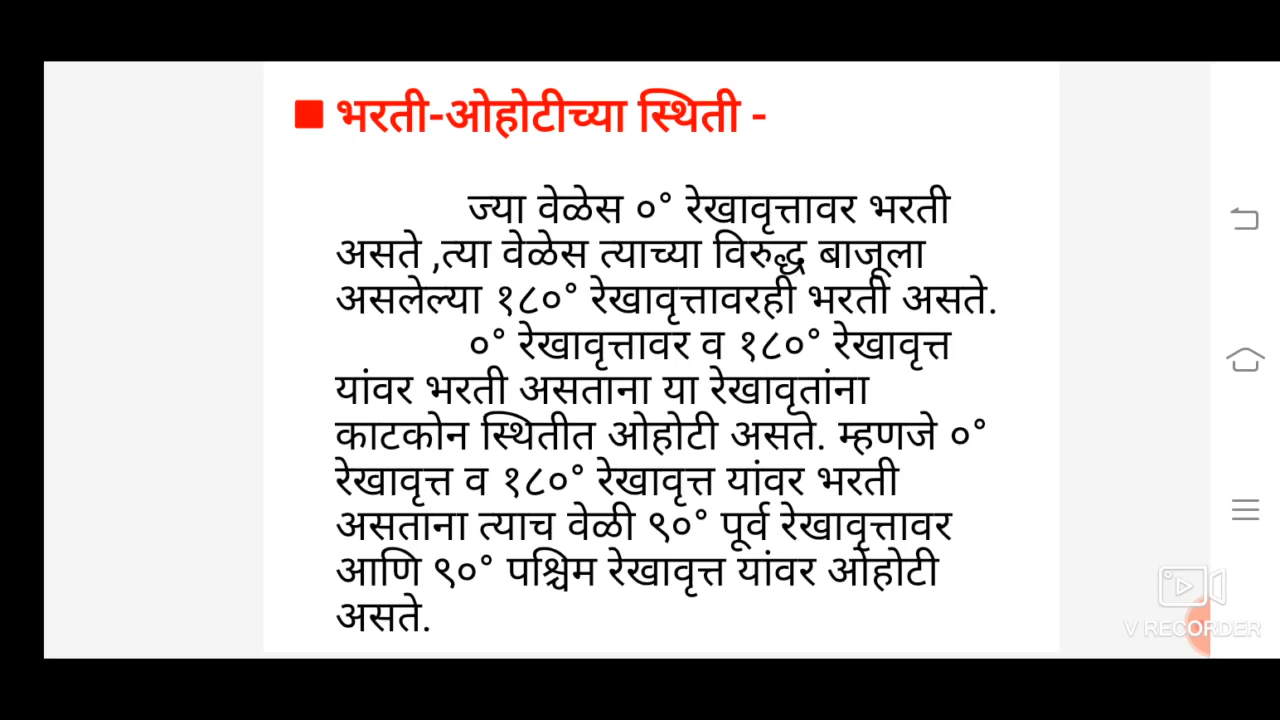 ■ भरती-ओहोटीच्या स्थिती -
ज्या वेळेस ०° रेखावृत्तावर भरती
असते ,त्या वेळेस त्याच्या विरुद्ध बाजूला
असलेल्या १८०° रेखावृत्तावरही भरती असते.
०° रेखावृत्तावर व १८०° रेखावृत्त
यांवर भरती असताना या रेखावृतांना
काटकोन स्थितीत ओहोटी असते. म्हणजे ०°
रेखावृत्त व १८०° रेखावृत्त यांवर भरती
असताना त्याच वेळी ९०° पूर्व रेखावृत्तावर
आणि ९०° पश्चिम रेखावृत्त यांवर ओहोटी
असते.
V RECORDER